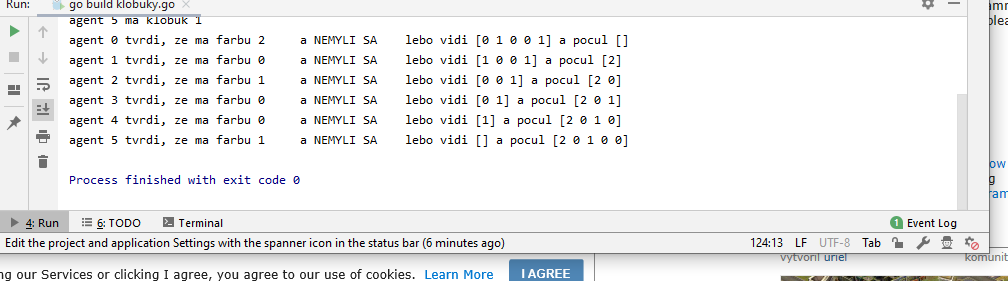 Run: go build klobuky.go ×
agent 5 ma klobuk 1
agent 0 tvrdi, ze ma farbu 2 a NEMYLI SA lebo vidi [0 1 0 0 1] a pocul []
agent 1 tvrdi, ze ma farbu 0 a NEMYLI SA lebo vidi [1 0 0 1] a pocul [2]
agent 2 tvrdi, ze ma farbu 1 a NEMYLI SA lebo vidi [0 0 1] a pocul [2 0]
agent 3 tvrdi, ze ma farbu 0 a NEMYLI SA lebo vidi [0 1] a pocul [2 0 1]
agent 4 tvrdi, ze ma farbu 0 a NEMYLI SA lebo vidi [1] a pocul [2 0 1 0]
agent 5 tvrdi, ze ma farbu 1 a NEMYLI SA lebo vidi [] a pocul [2 0 1 0 0]
Process finished with exit code 0
4: Run 6: TODO Terminal 1 Event Log
Edit the project and application Settings with the spanner icon in the status bar (6 minutes ago) 124:13 LF UTF-8 Tab
ng our Services or clicking I agree, you agree to our use of cookies. Learn More I AGREE
vytvoril uriel komunit